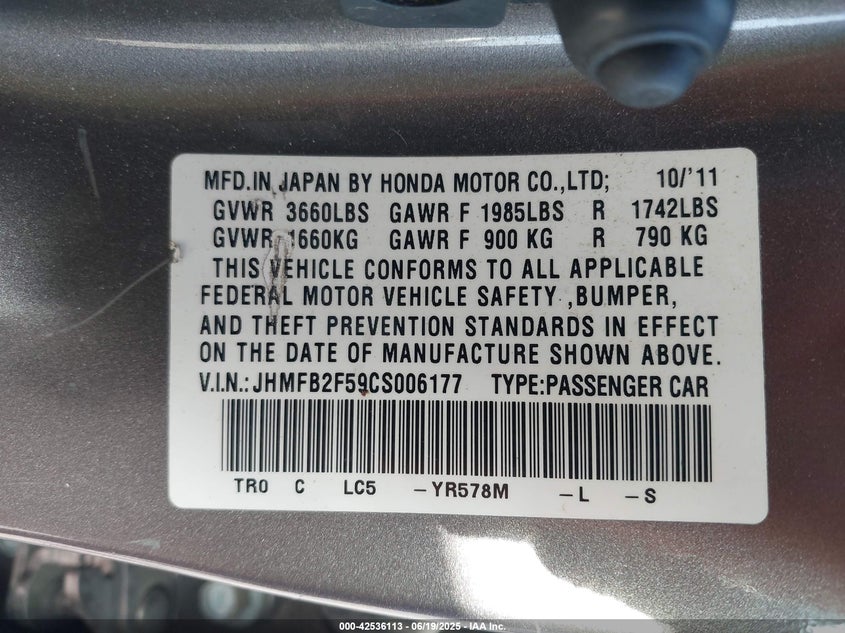 MFD.IN JAPAN BY HONDA MOTOR CO.,LTD; 10/'11
GVWR 3660LBS GAWR F 1985LBS R 1742LBS
GVWR 1660KG GAWR F 900 KG R 790 KG
THIS VEHICLE CONFORMS TO ALL APPLICABLE
FEDERAL MOTOR VEHICLE SAFETY ,BUMPER,
AND THEFT PREVENTION STANDARDS IN EFFECT
ON THE DATE OF MANUFACTURE SHOWN ABOVE.
V.I.N.: JHMFB2F59CS006177 TYPE:PASSENGER CAR
TR0 C LC5 -YR578M -L -S
000-42536113 - 06/19/2025 - IAA Inc.